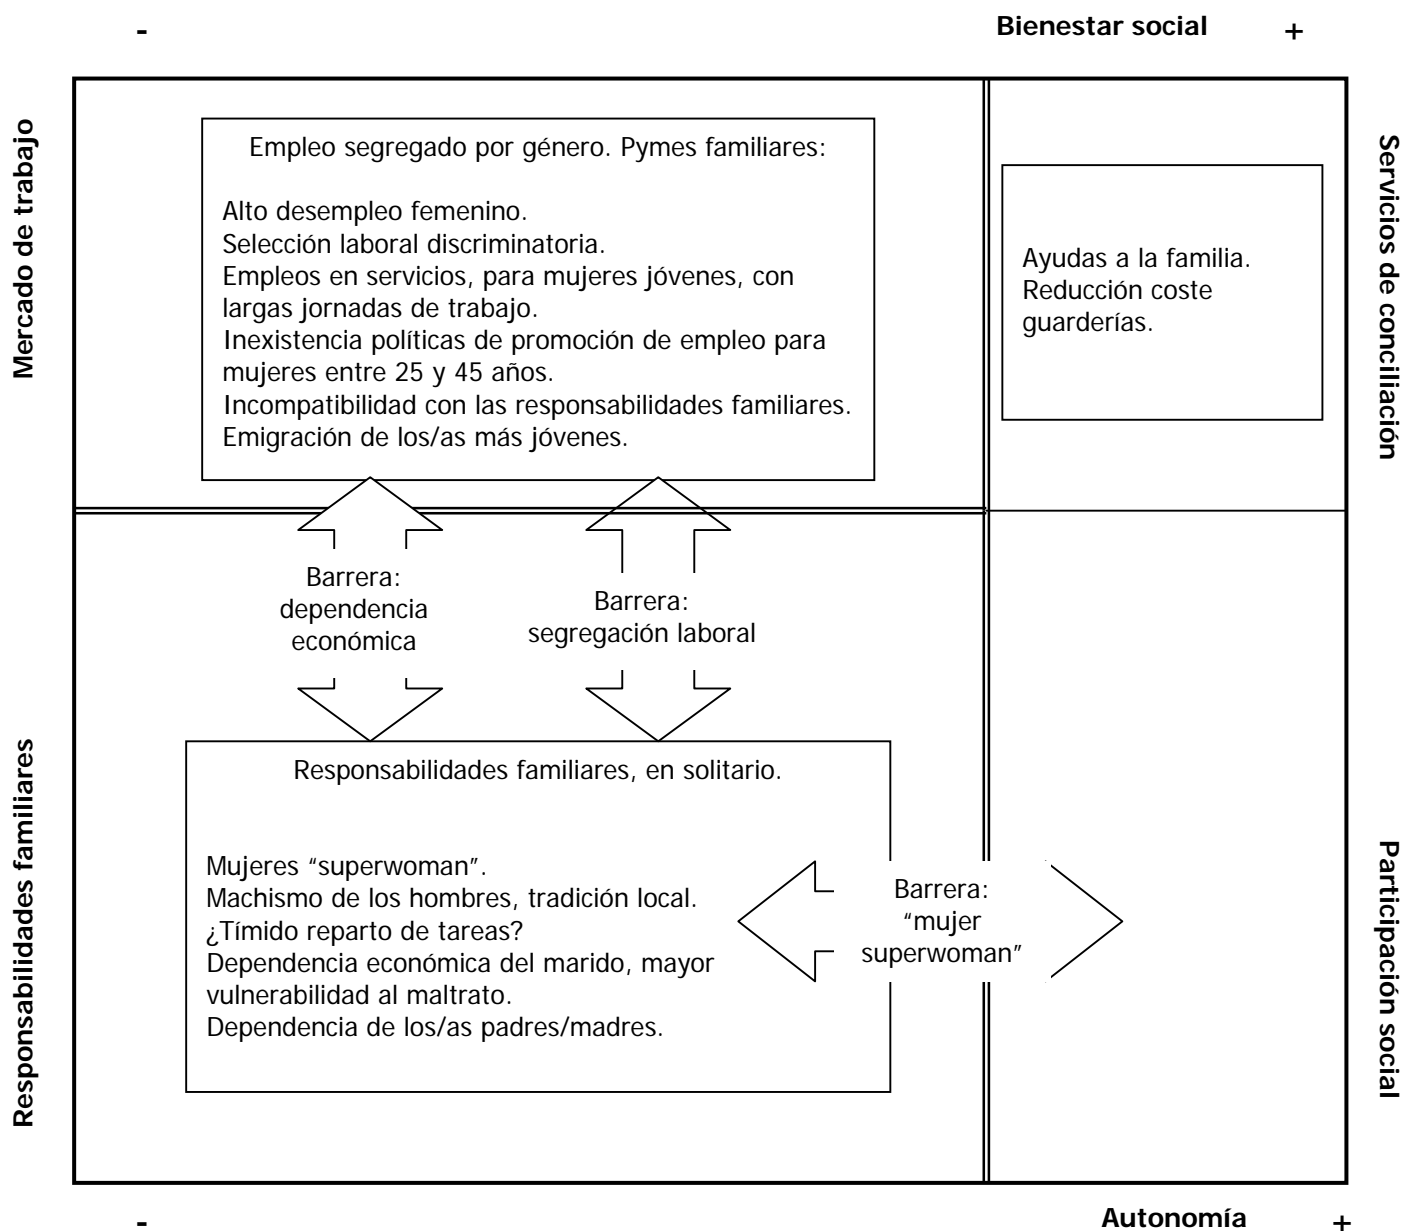 -
Bienestar social
+
Mercado de trabajo
Empleo segregado por género. Pymes familiares:
Alto desempleo femenino.
Selección laboral discriminatoria.
Empleos en servicios, para mujeres jóvenes, con
largas jornadas de trabajo.
Inexistencia políticas de promoción de empleo para
mujeres entre 25 y 45 años.
Incompatibilidad con las responsabilidades familiares.
Emigración de los/as más jóvenes.
Ayudas a la familia.
Reducción coste
guarderías.
Servicios de conciliación
Barrera:
dependencia
económica
Barrera:
segregación laboral
Responsabilidades familiares
Responsabilidades familiares, en solitario.
Mujeres “superwoman”.
Machismo de los hombres, tradición local.
¿Tímido reparto de tareas?
Dependencia económica del marido, mayor
vulnerabilidad al maltrato.
Dependencia de los/as padres/madres.
Barrera:
“mujer
superwoman”
Participación social
-
Autonomía
+